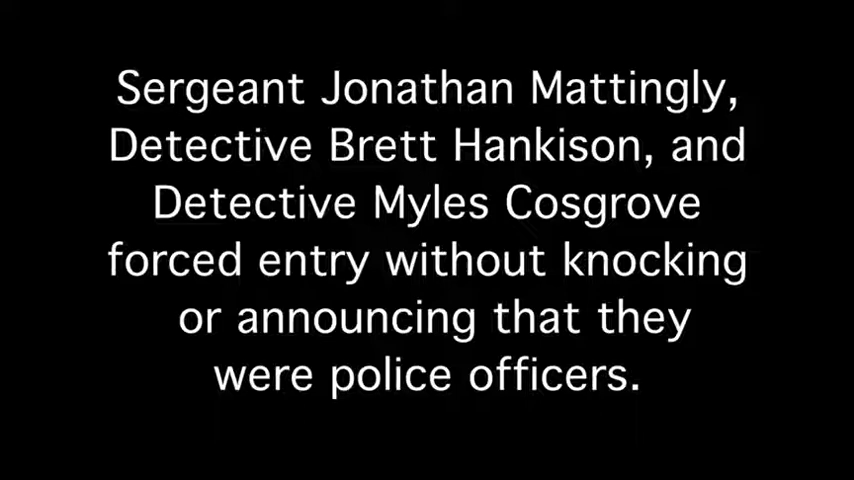 Sergeant Jonathan Mattingly,
Detective Brett Hankison, and
Detective Myles Cosgrove
forced entry without knocking
or announcing that they
were police officers.